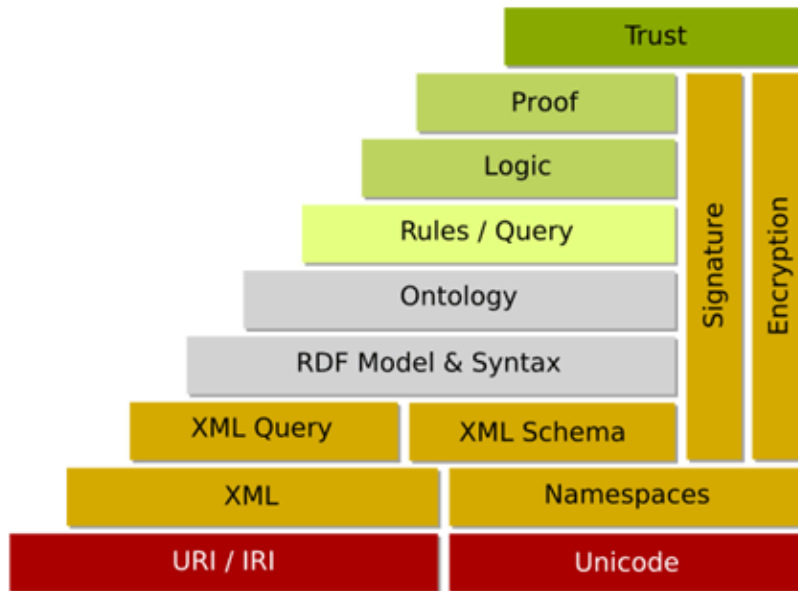 Trust
Proof
Logic
Rules / Query
Ontology
RDF Model & Syntax
Signature
Encryption
XML Query
XML Schema
XML
Namespaces
URI / IRI
Unicode